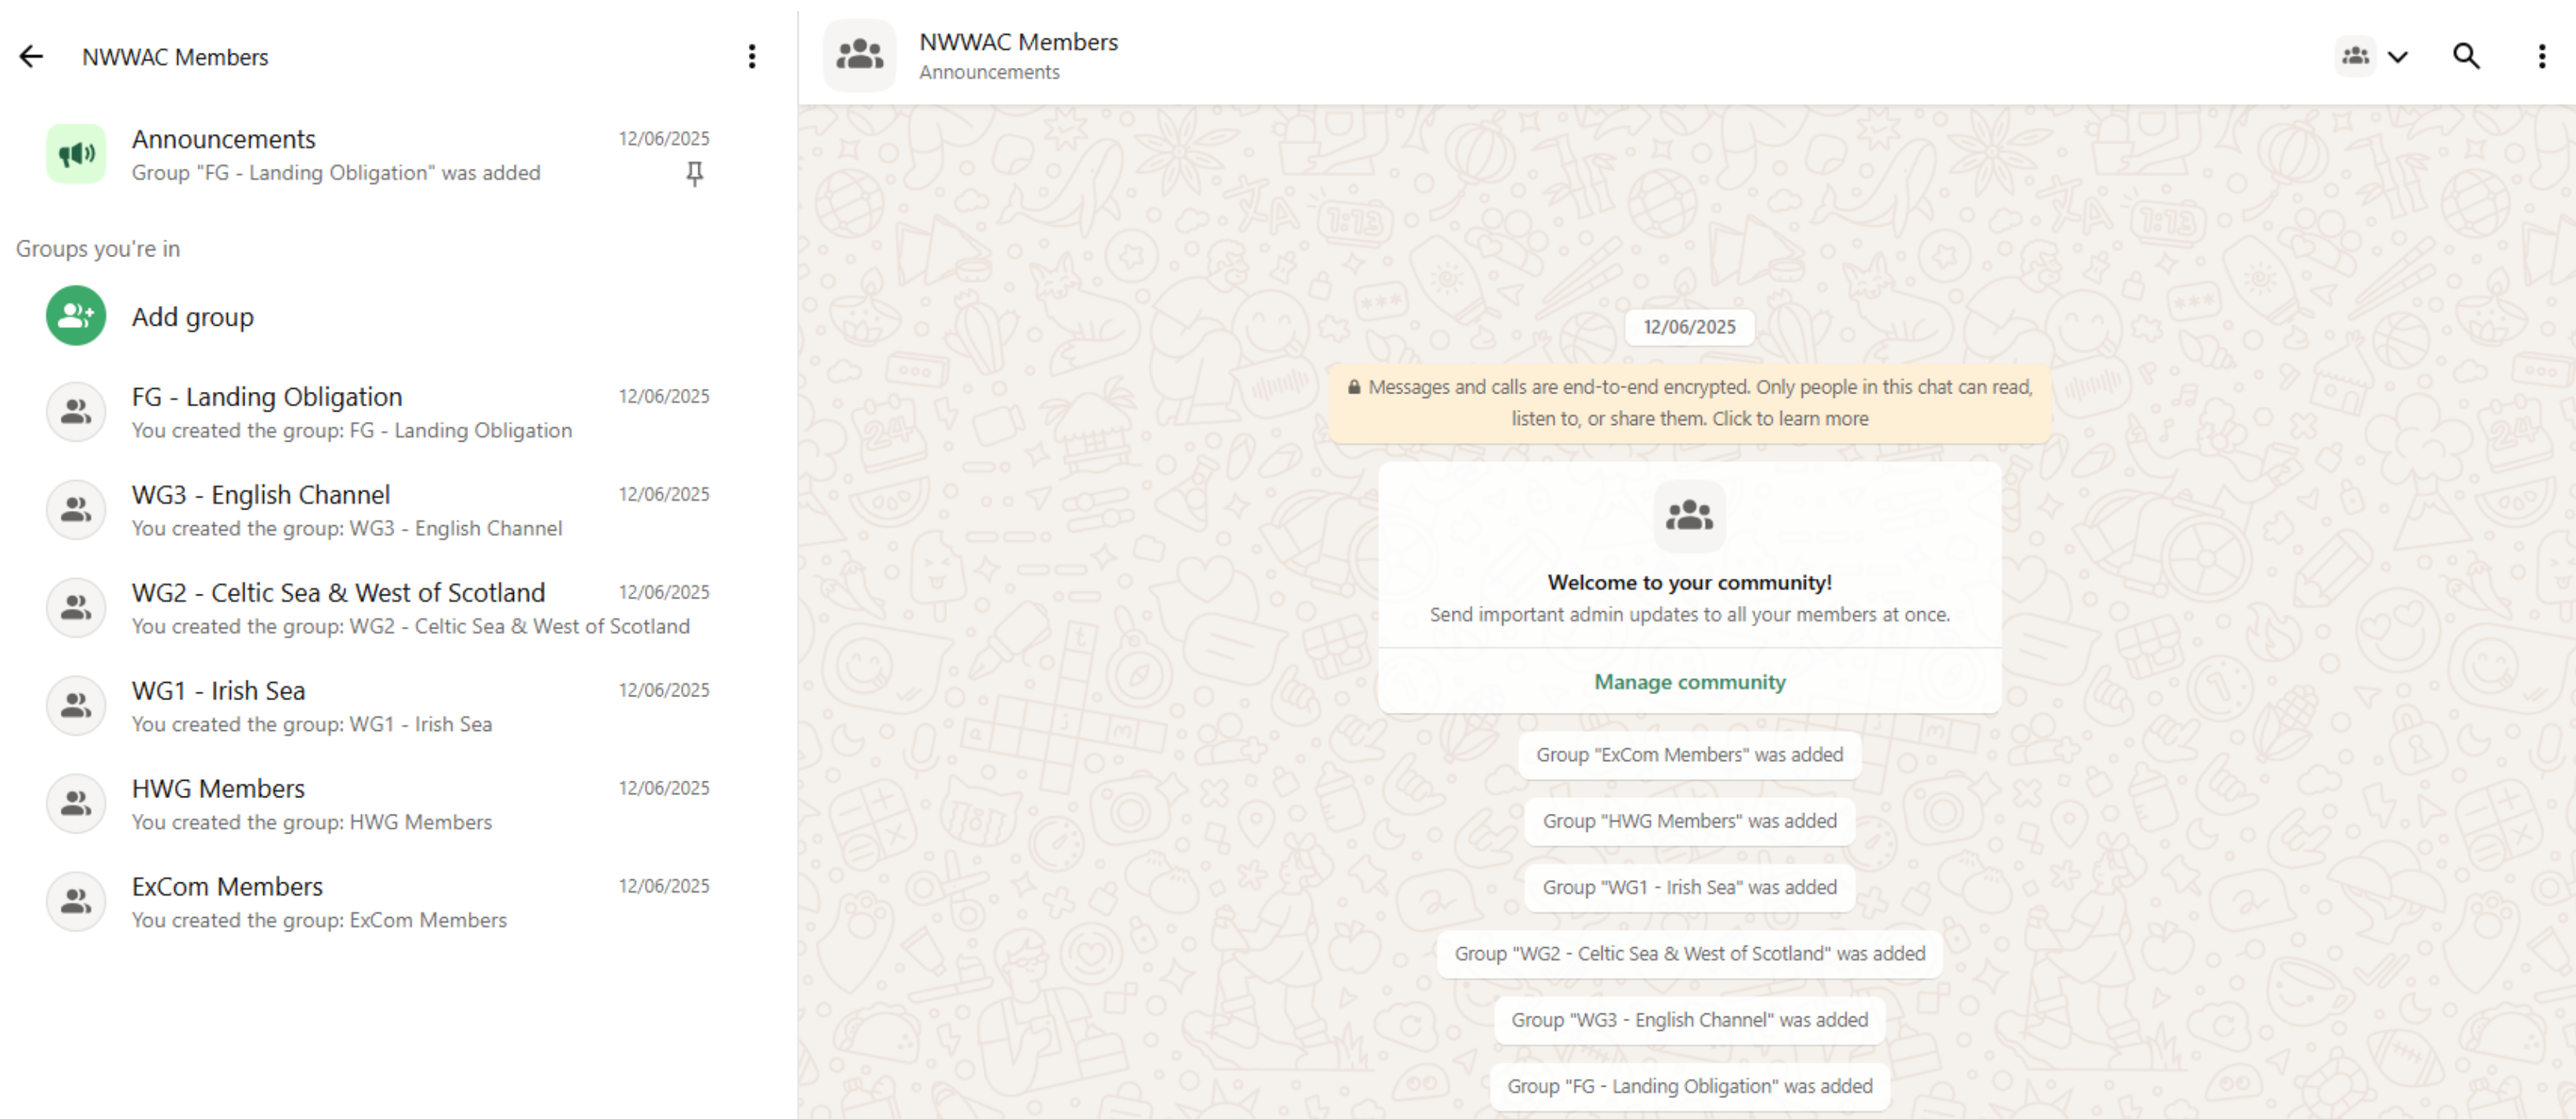 NWWAC Members
Announcements
12/06/2025
Group "FG - Landing Obligation" was added
Groups you're in
Add group
FG - Landing Obligation
12/06/2025
You created the group: FG - Landing Obligation
WG3 - English Channel
12/06/2025
You created the group: WG3 - English Channel
WG2 - Celtic Sea & West of Scotland
12/06/2025
You created the group: WG2 - Celtic Sea & West of Scotland
WG1 - Irish Sea
12/06/2025
You created the group: WG1 - Irish Sea
HWG Members
12/06/2025
You created the group: HWG Members
ExCom Members
12/06/2025
You created the group: ExCom Members
NWWAC Members
Announcements
12/06/2025
Messages and calls are end-to-end encrypted. Only people in this chat can read,
listen to, or share them. Click to learn more
Welcome to your community!
Send important admin updates to all your members at once.
Manage community
Group "ExCom Members" was added
Group "HWG Members" was added
Group "WG1 - Irish Sea" was added
Group "WG2 - Celtic Sea & West of Scotland" was added
Group "WG3 - English Channel" was added
Group "FG - Landing Obligation" was added